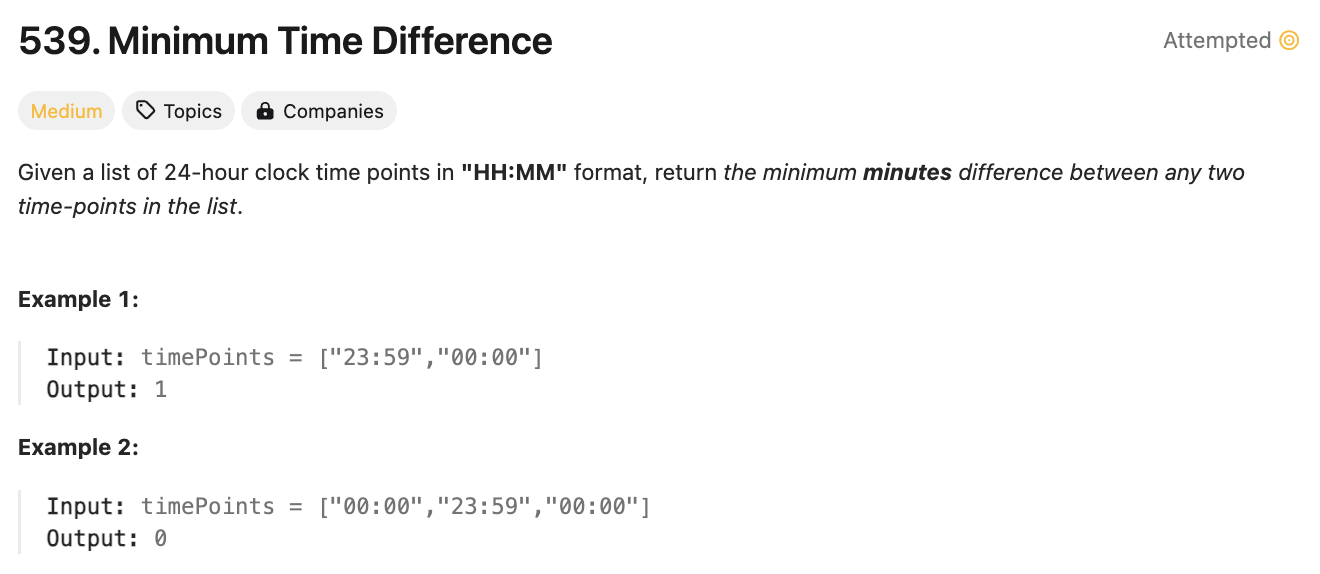 539. Minimum Time Difference
Attempted
Medium Topics Companies
Given a list of 24-hour clock time points in "HH:MM" format, return the minimum minutes difference between any two
time-points in the list.
Example 1:
Input: timePoints = ["23:59","00:00"]
Output: 1
Example 2:
Input: timePoints = ["00:00","23:59","00:00"]
Output: 0